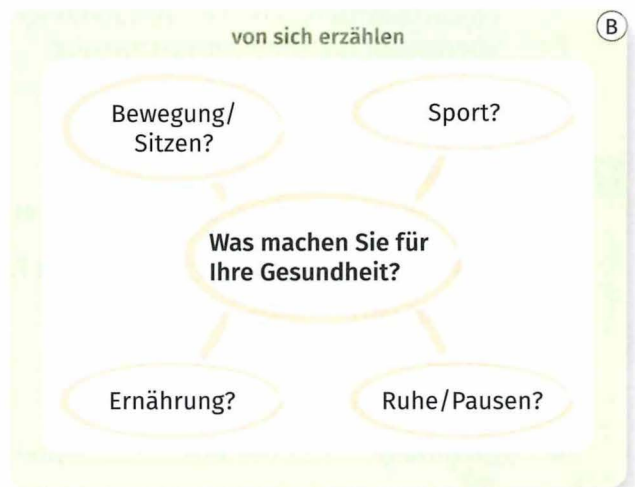 B
von sich erzählen
Bewegung/
Sitzen?
Sport?
Was machen Sie für
Ihre Gesundheit?
Ernährung?
Ruhe/Pausen?